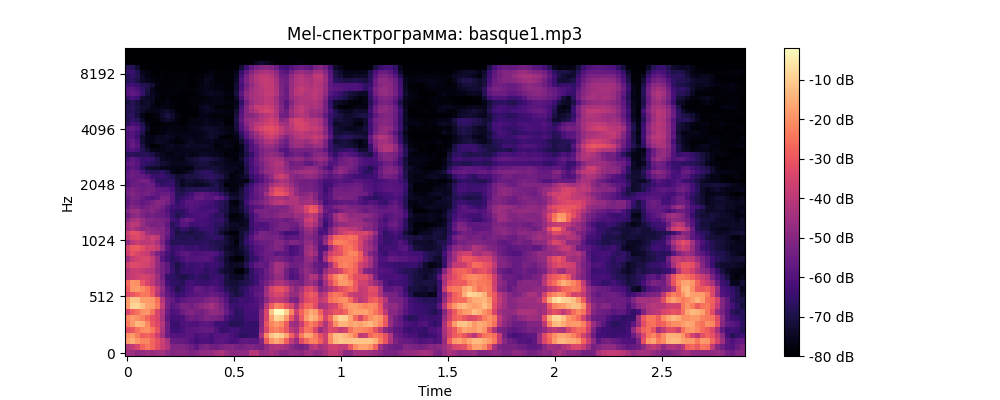 Mel-спектрограмма: basque1.mp3
8192
4096
2048
1024
512
0
Hz
0
0.5
1
1.5
2
2.5
Time
-10 dB
-20 dB
-30 dB
-40 dB
-50 dB
-60 dB
-70 dB
-80 dB